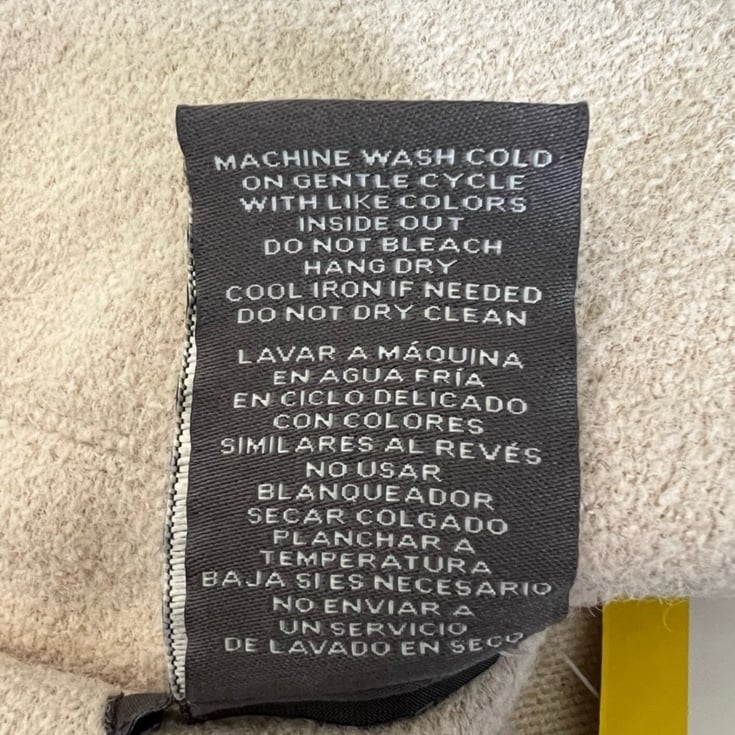 MACHINE WASH COLD
ON GENTLE CYCLE
WITH LIKE COLORS
INSIDE OUT
DO NOT BLEACH
HANG DRY
COOL IRON IF NEEDED
DO NOT DRY CLEAN
LAVAR A MÁQUINA
EN AGUA FRÍA
EN CICLO DELICADO
CON COLORES
SIMILARES AL REVÉS
NO USAR
BLANQUEADOR
SECAR COLGADO
PLANCHAR A
TEMPERATURA
BAJA SI ES NECESARIO
NO ENVIAR A
UN SERVICIO
DE LAVADO EN SECO